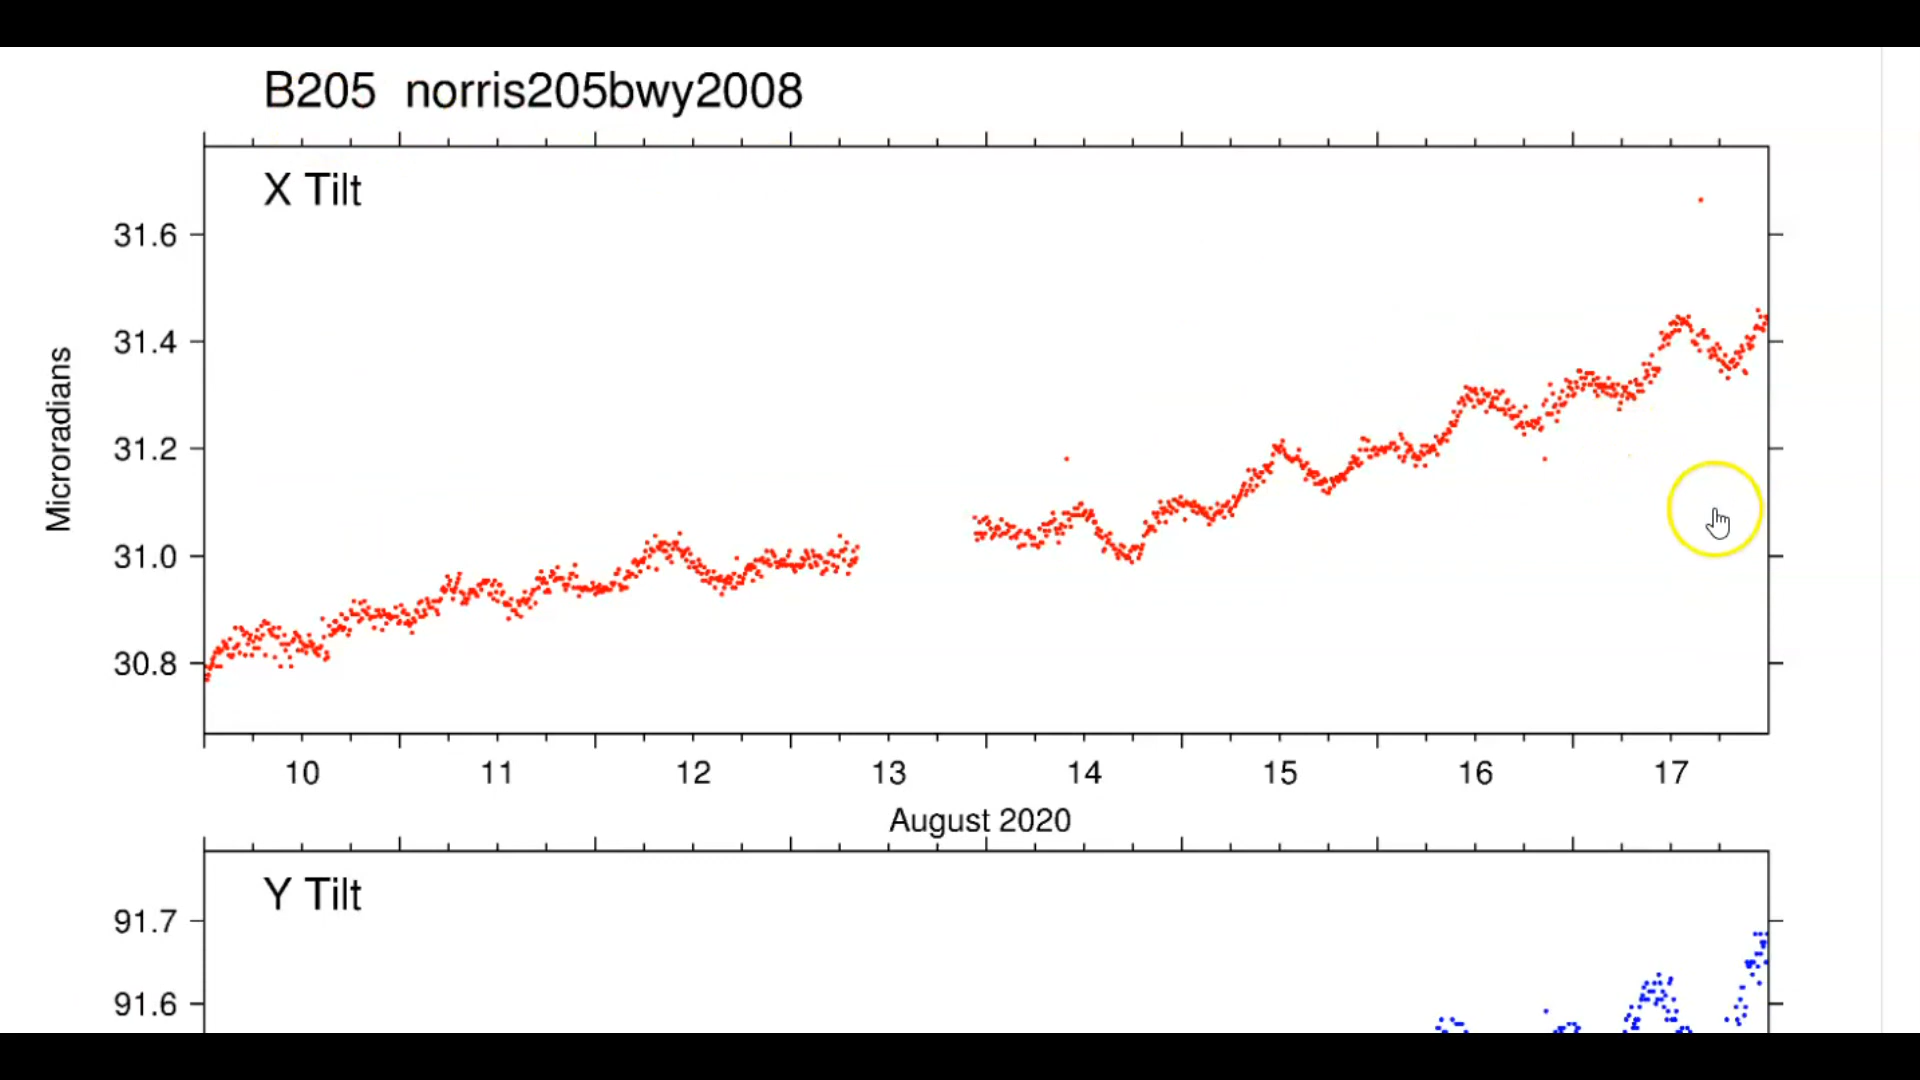 B205 norris205bwy2008
X Tilt
31.6
31.4
31.2
31.0
30.8
Microradians
10 11 12 13 14 15 16 17
August 2020
Y Tilt
91.7
91.6